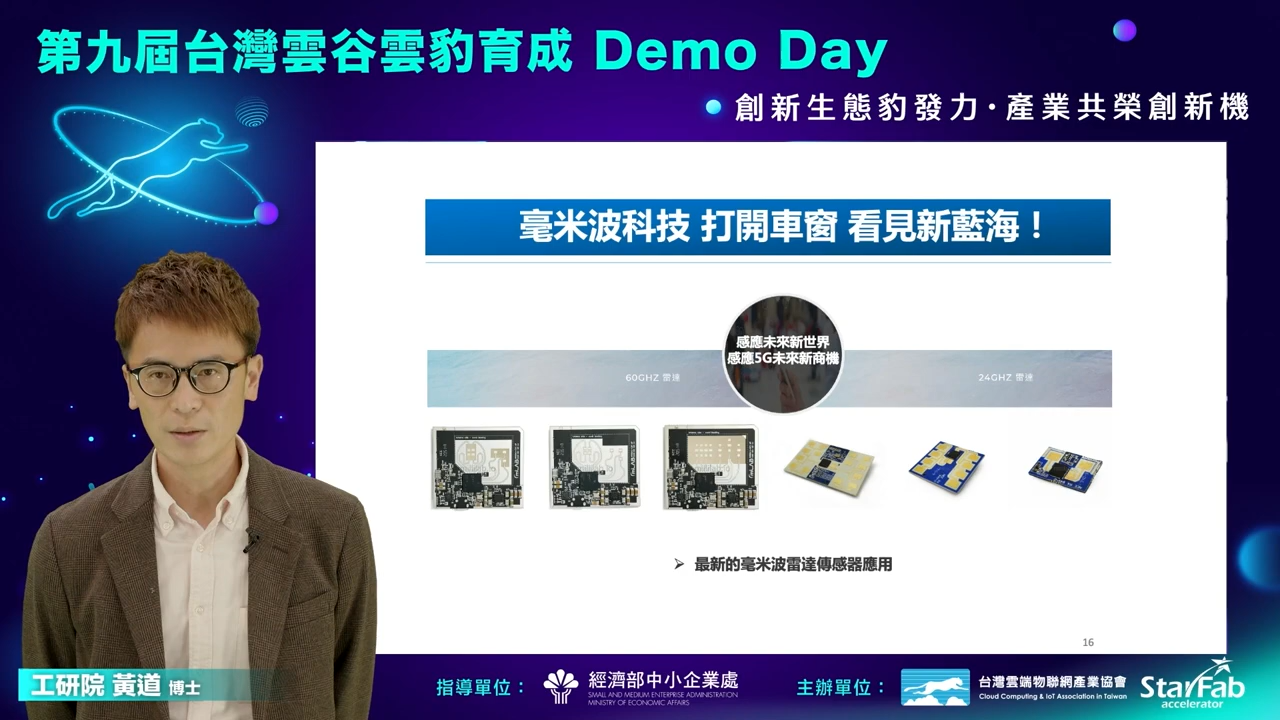 第九屆台灣雲谷雲豹育成 Demo Day
創新生態豹發力·產業共榮創新機
毫米波科技 打開車窗 看見新藍海！
感應未來新世界
感應5G未來新商機
60GHZ 雷達
24GHZ 雷達
➢ 最新的毫米波雷達傳感器應用
16
工研院 黃道 博士
指導單位：
經濟部中小企業處
SMALL AND MEDIUM ENTERPRISE ADMINISTRATION
MINISTRY OF ECONOMIC AFFAIRS
主辦單位：
台灣雲端物聯網產業協會
Cloud Computing & IoT Association in Taiwan
StarFab
accelerator